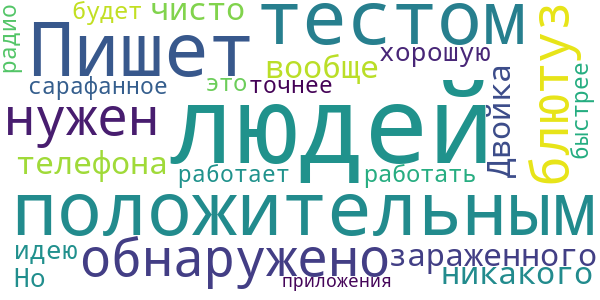 радио
будет
чисто
тестом
блютуз
Пишет
хорошую
вообще
сарафанное
это
точнее
людей
Двойка
быстрее
нужен
телефона
работает
работать
положительным
обнаружено
зараженного
идею
никакого
Но
приложения